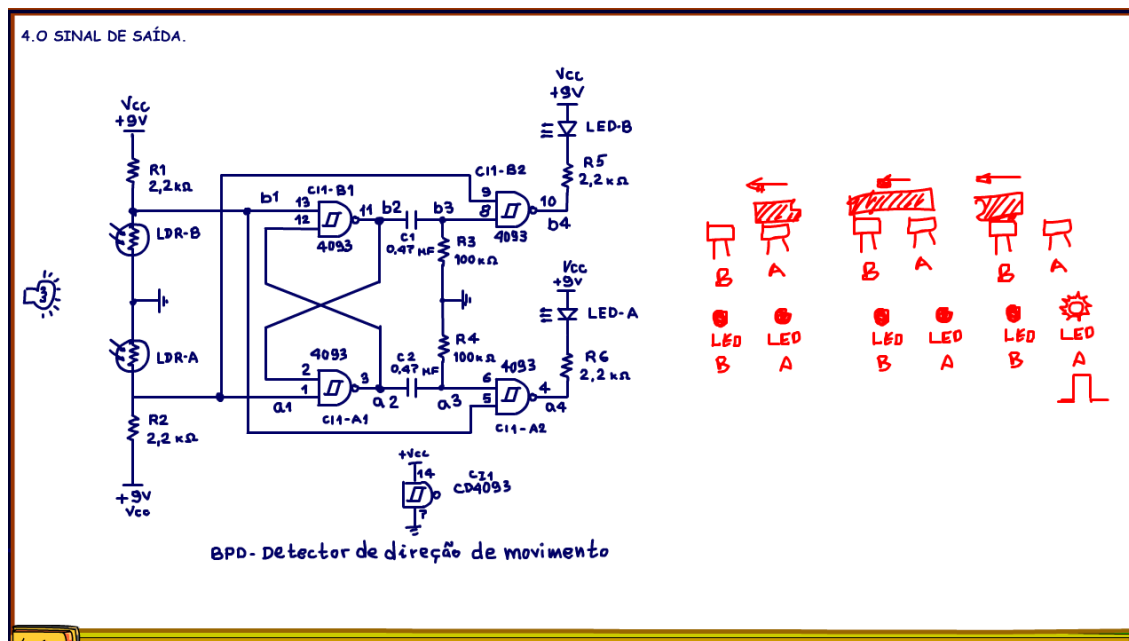 4.O SINAL DE SAÍDA.
Vcc
+9V
R1
2,2kΩ
LDR-B
LDR-A
R2
2,2kΩ
+9V
Vcc
b1
13
12
CI1-B1
11
4093
b2
b3
C1
0,47 µF
R3
100kΩ
CI1-B2
9
8
10
4093
b4
Vcc
+9V
LED-B
R5
2,2kΩ
a1
2
1
4093
3
CI1-A1
a2
a3
C2
0,47 µF
R4
100kΩ
4093
6
5
4
CI1-A2
a4
Vcc
+9V
LED-A
R6
2,2kΩ
+Vcc
14
7
CI1
CD4093
BPD- Detector de direção de movimento
3
B A B A B A
LED LED LED LED LED LED
B A B A B A